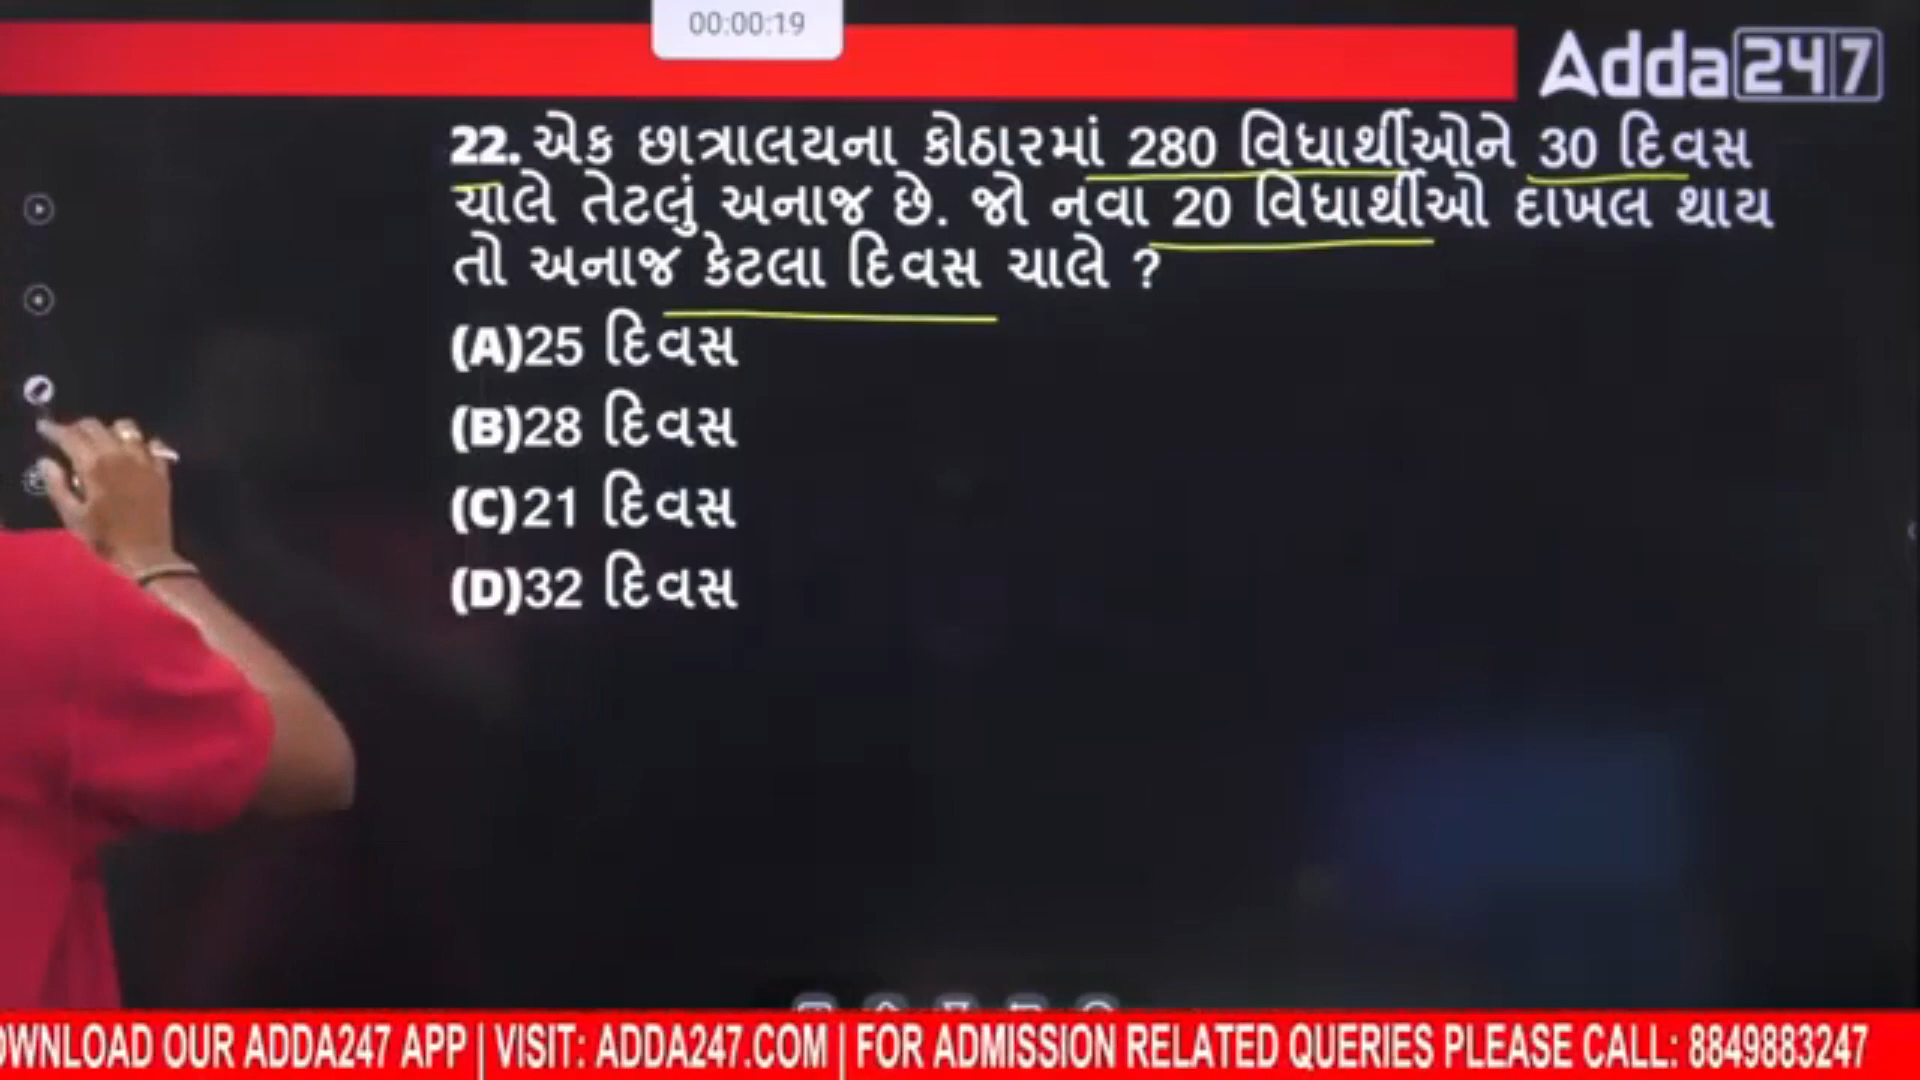 00:00:19
Adda247
22. એક છાત્રાલયના કોઠારમાં 280 વિધાર્થીઓને 30 દિવસ
ચાલે તેટલું અનાજ છે. જો નવા 20 વિધાર્થીઓ દાખલ થાય
તો અનાજ કેટલા દિવસ ચાલે ?
(A)25 દિવસ
(B)28 દિવસ
(C)21 દિવસ
(D)32 દિવસ
OWNLOAD OUR ADDA247 APP | VISIT: ADDA247.COM | FOR ADMISSION RELATED QUERIES PLEASE CALL: 8849883247